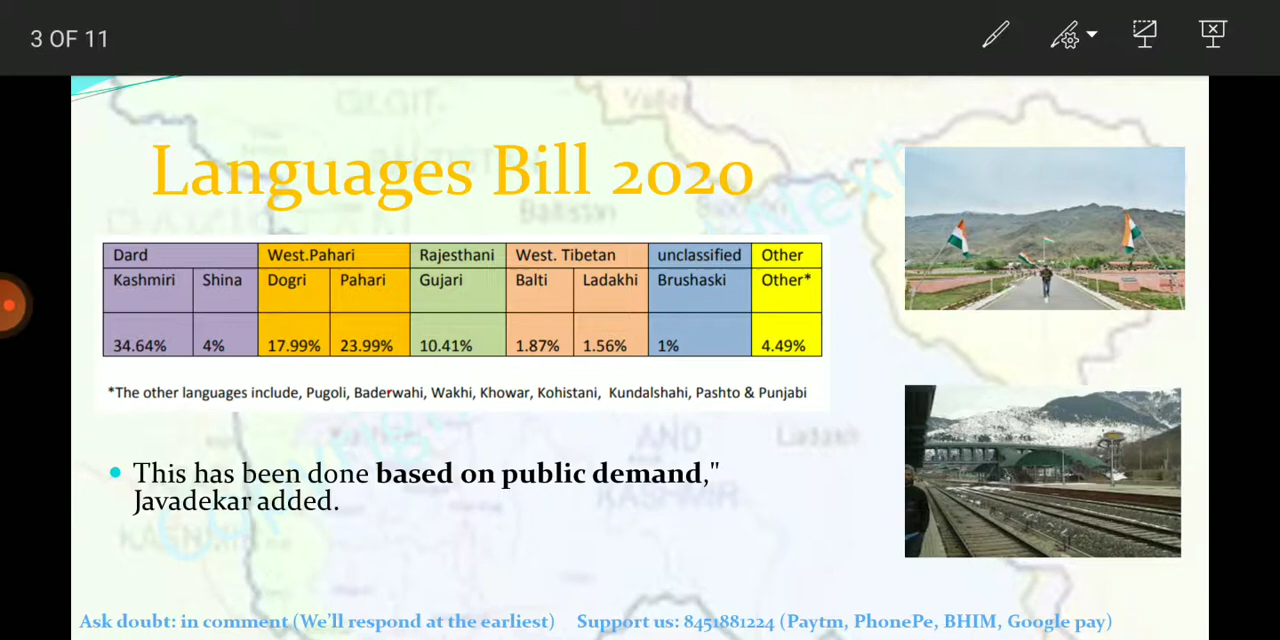 3 OF 11
Languages Bill 2020
Dard West.Pahari Rajesthani West. Tibetan unclassified Other
Kashmiri Shina Dogri Pahari Gujari Balti Ladakhi Brushaski Other*
34.64% 4% 17.99% 23.99% 10.41% 1.87% 1.56% 1% 4.49%
*The other languages include, Pugoli, Baderwahi, Wakhi, Khowar, Kohistani, Kundalshahi, Pashto & Punjabi
This has been done based on public demand,"
Javadekar added.
Ask doubt: in comment (We'll respond at the earliest) Support us: 8451881224 (Paytm, PhonePe, BHIM, Google pay)